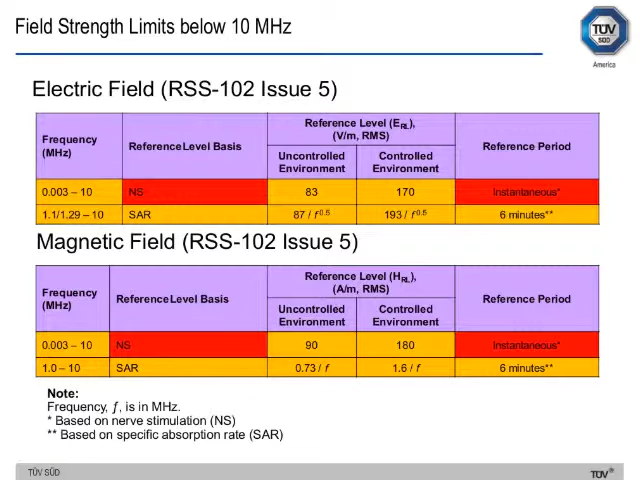 Field Strength Limits below 10 MHz
TÜV
SÜD
America
Electric Field (RSS-102 Issue 5)
Frequency (MHz) | Reference Level Basis | Reference Level (ERL), (V/m, RMS) | Reference Period
Uncontrolled Environment | Controlled Environment
0.003 – 10 | NS | 83 | 170 | Instantaneous*
1.1/1.29 – 10 | SAR | 87 / f 0.5 | 193 / f 0.5 | 6 minutes**
Magnetic Field (RSS-102 Issue 5)
Frequency (MHz) | Reference Level Basis | Reference Level (HRL), (A/m, RMS) | Reference Period
Uncontrolled Environment | Controlled Environment
0.003 – 10 | NS | 90 | 180 | Instantaneous*
1.0 – 10 | SAR | 0.73 / f | 1.6 / f | 6 minutes**
Note:
Frequency, ƒ, is in MHz.
* Based on nerve stimulation (NS)
** Based on specific absorption rate (SAR)
TÜV SÜD
TÜV®